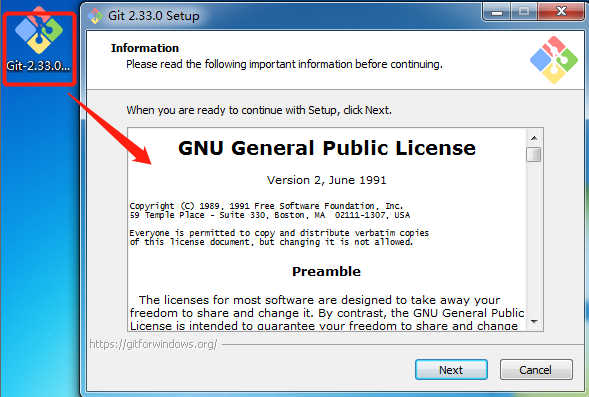 Git-2.33.0...
Git 2.33.0 Setup
Information
Please read the following important information before continuing.
When you are ready to continue with Setup, click Next.
GNU General Public License
Version 2, June 1991
Copyright (C) 1989, 1991 Free Software Foundation, Inc.
59 Temple Place - Suite 330, Boston, MA  02111-1307, USA
Everyone is permitted to copy and distribute verbatim copies
of this license document, but changing it is not allowed.
Preamble
The licenses for most software are designed to take away your
freedom to share and change it. By contrast, the GNU General Public
License is intended to guarantee your freedom to share and change
https://gitforwindows.org/
Next
Cancel